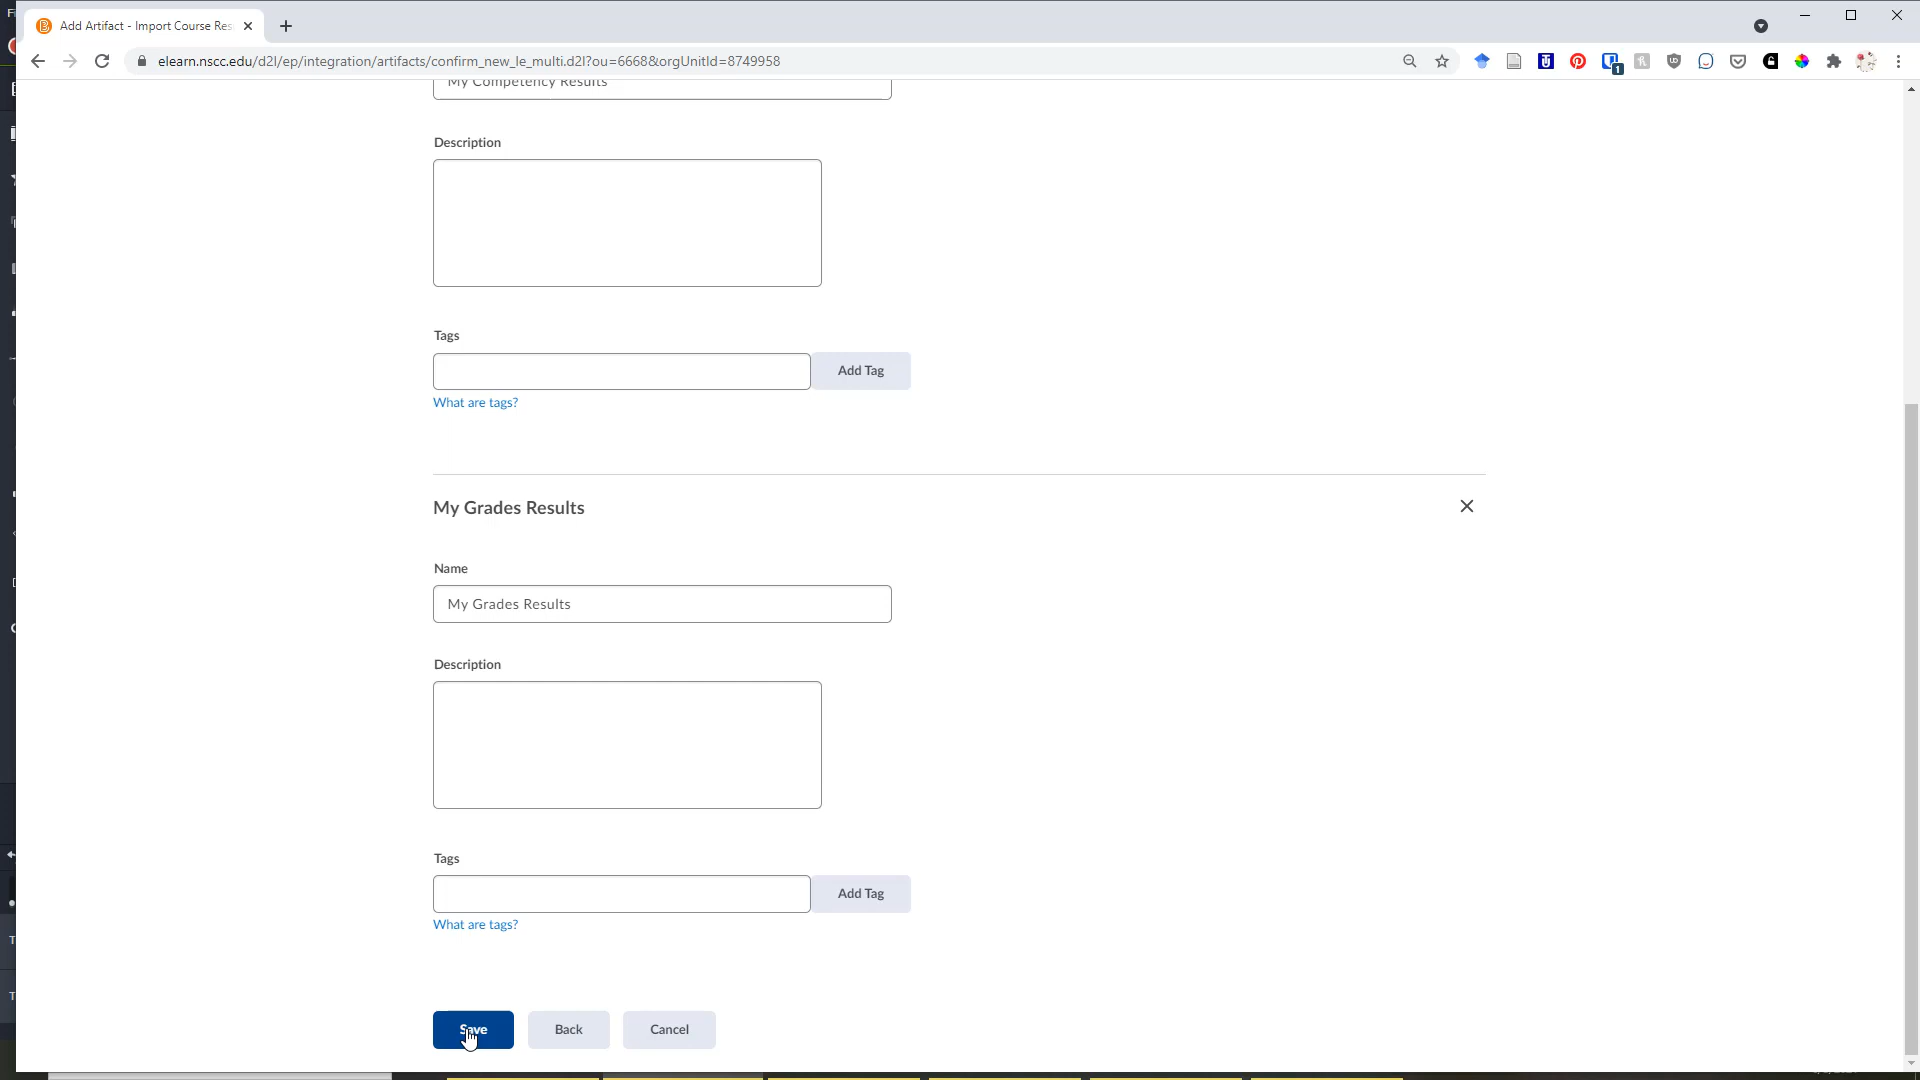 Add Artifact - Import Course Res
elearn.nscc.edu/d2l/ep/integration/artifacts/confirm_new_le_multi.d2l?ou=6668&orgUnitId=8749958
1
My Competency Results
Description
Tags
Add Tag
What are tags?
My Grades Results
Name
My Grades Results
Description
Tags
Add Tag
What are tags?
Save
Back
Cancel